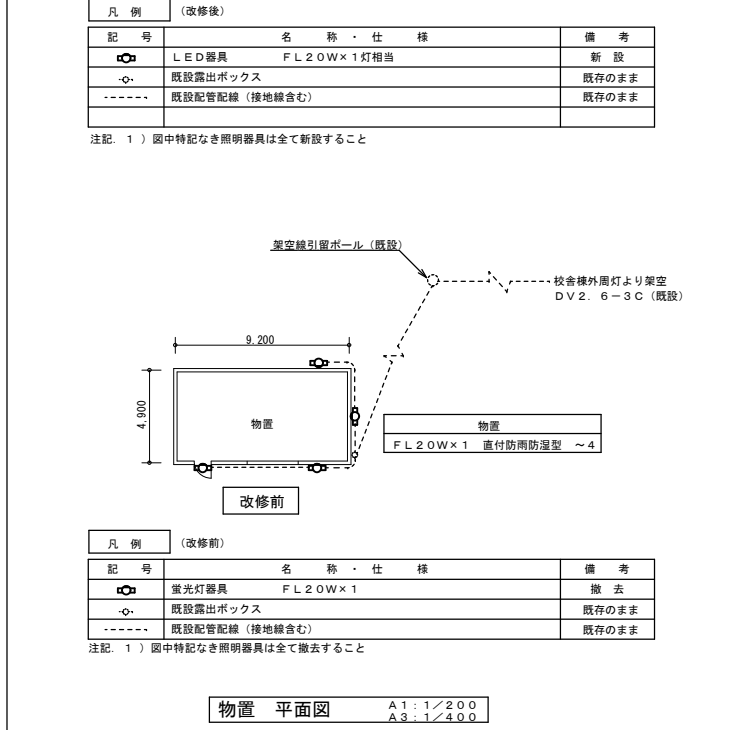 凡 例 (改修後)
記 号 名 称 ・ 仕 様 備 考
ＬＥＤ器具 ＦＬ２０Ｗ×１灯相当 新 設
既設露出ボックス 既存のまま
既設配管配線（接地線含む） 既存のまま
注記．１ ）図中特記なき照明器具は全て新設すること
架空線引留ポール（既設）
校舎棟外周灯より架空
ＤＶ２．６－３Ｃ（既設）
9.200
4.900
物置
物置
ＦＬ２０Ｗ×１ 直付防雨防湿型 ～４
改修前
凡 例 (改修前)
記 号 名 称 ・ 仕 様 備 考
蛍光灯器具 ＦＬ２０Ｗ×１ 撤 去
既設露出ボックス 既存のまま
既設配管配線（接地線含む） 既存のまま
注記．１ ）図中特記なき照明器具は全て撤去すること
物置 平面図
Ａ１：１／２００
Ａ３：１／４００